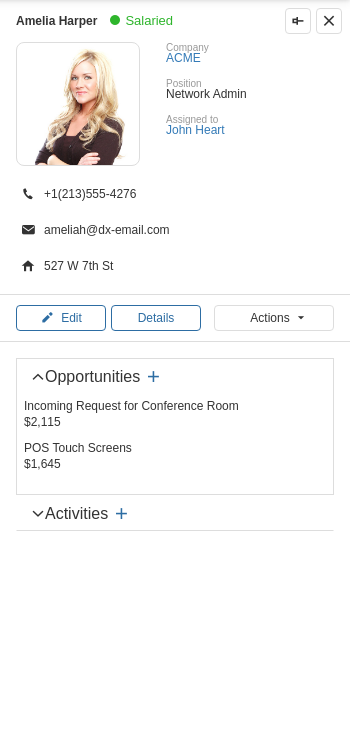 Amelia Harper Salaried
Company
ACME
Position
Network Admin
Assigned to
John Heart
+1(213)555-4276
ameliah@dx-email.com
527 W 7th St
Edit Details Actions
Opportunities
Incoming Request for Conference Room
$2,115
POS Touch Screens
$1,645
Activities